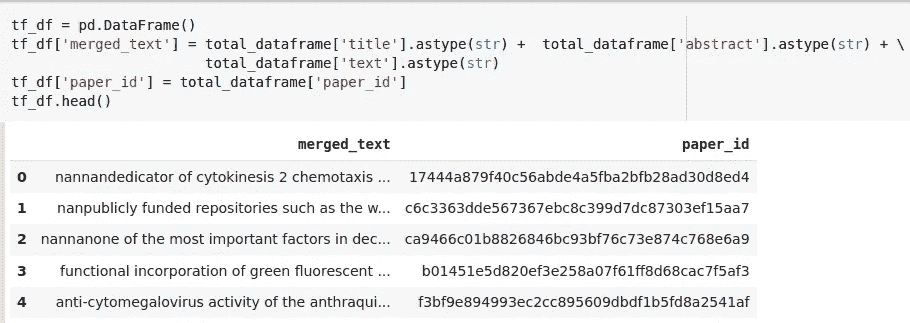 tf_df = pd.DataFrame()
tf_df['merged_text'] = total_dataframe['title'].astype(str) +  total_dataframe['abstract'].astype(str) + \
total_dataframe['text'].astype(str)
tf_df['paper_id'] = total_dataframe['paper_id']
tf_df.head()
merged_text paper_id
0 nannandedicator of cytokinesis 2 chemotaxis ... 17444a879f40c56abde4a5fba2bfb28ad30d8ed4
1 nanpublicly funded repositories such as the w... c6c3363dde567367ebc8c399d7dc87303ef15aa7
2 nannanone of the most important factors in dec... ca9466c01b8826846bc93bf76c73e874c768e6a9
3 functional incorporation of green fluorescent ... b01451e5d820ef3e258a07f61ff8d68cac7f5af3
4 anti-cytomegalovirus activity of the anthraqui... f3bf9e894993ec2cc895609dbdf1b5fd8a2541af